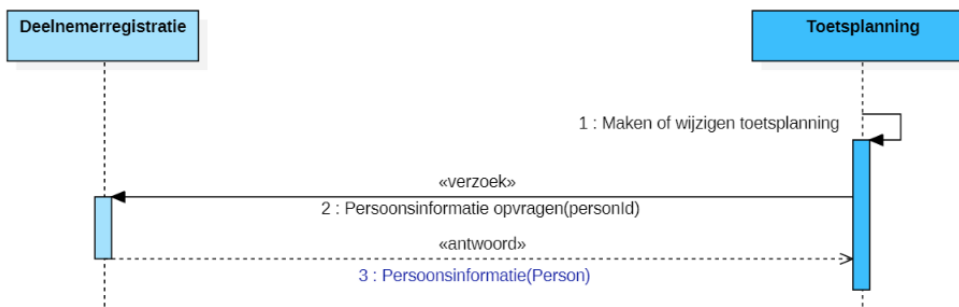 Deelnemerregistratie
Toetsplanning
1 : Maken of wijzigen toetsplanning
«verzoek»
2 : Persoonsinformatie opvragen(personId)
«antwoord»
3 : Persoonsinformatie(Person)